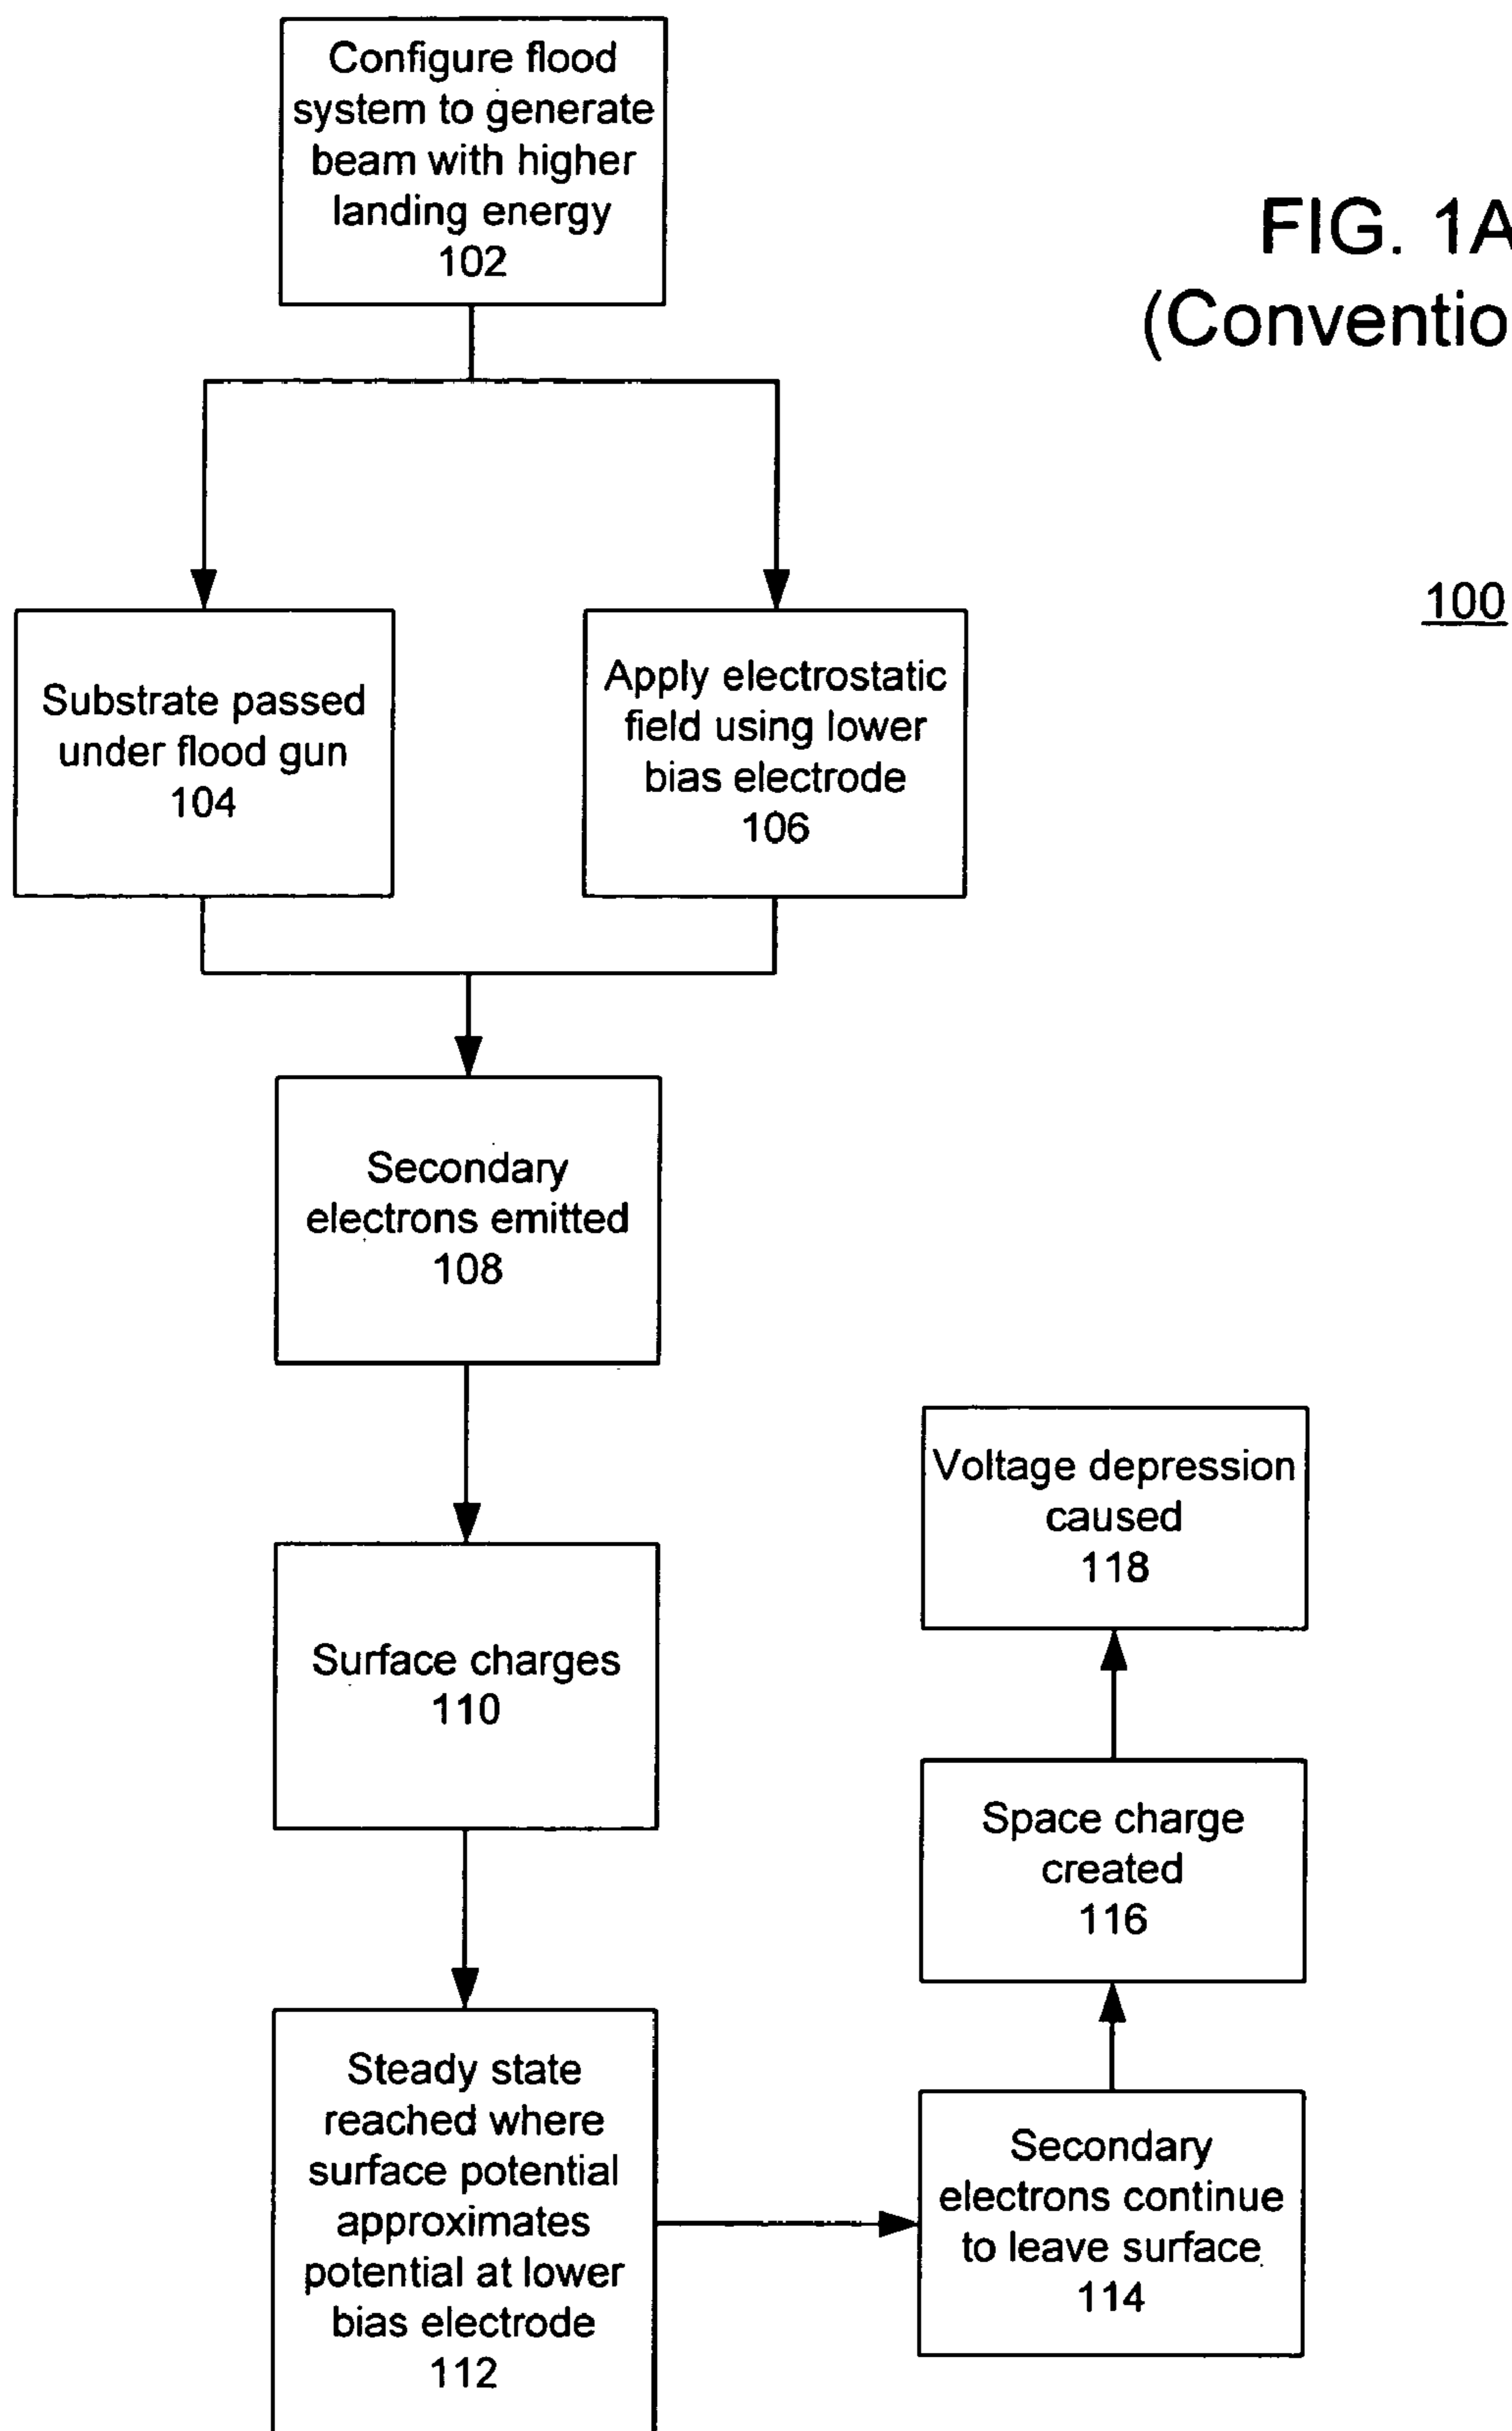 Configure flood
system to generate
beam with higher
landing energy
102
FIG. 1A
(Conventio
100
Substrate passed
under flood gun
104
Apply electrostatic
field using lower
bias electrode
106
Secondary
electrons emitted
108
Surface charges
110
Steady state
reached where
surface potential
approximates
potential at lower
bias electrode
112
Secondary
electrons continue
to leave surface
114
Space charge
created
116
Voltage depression
caused
118